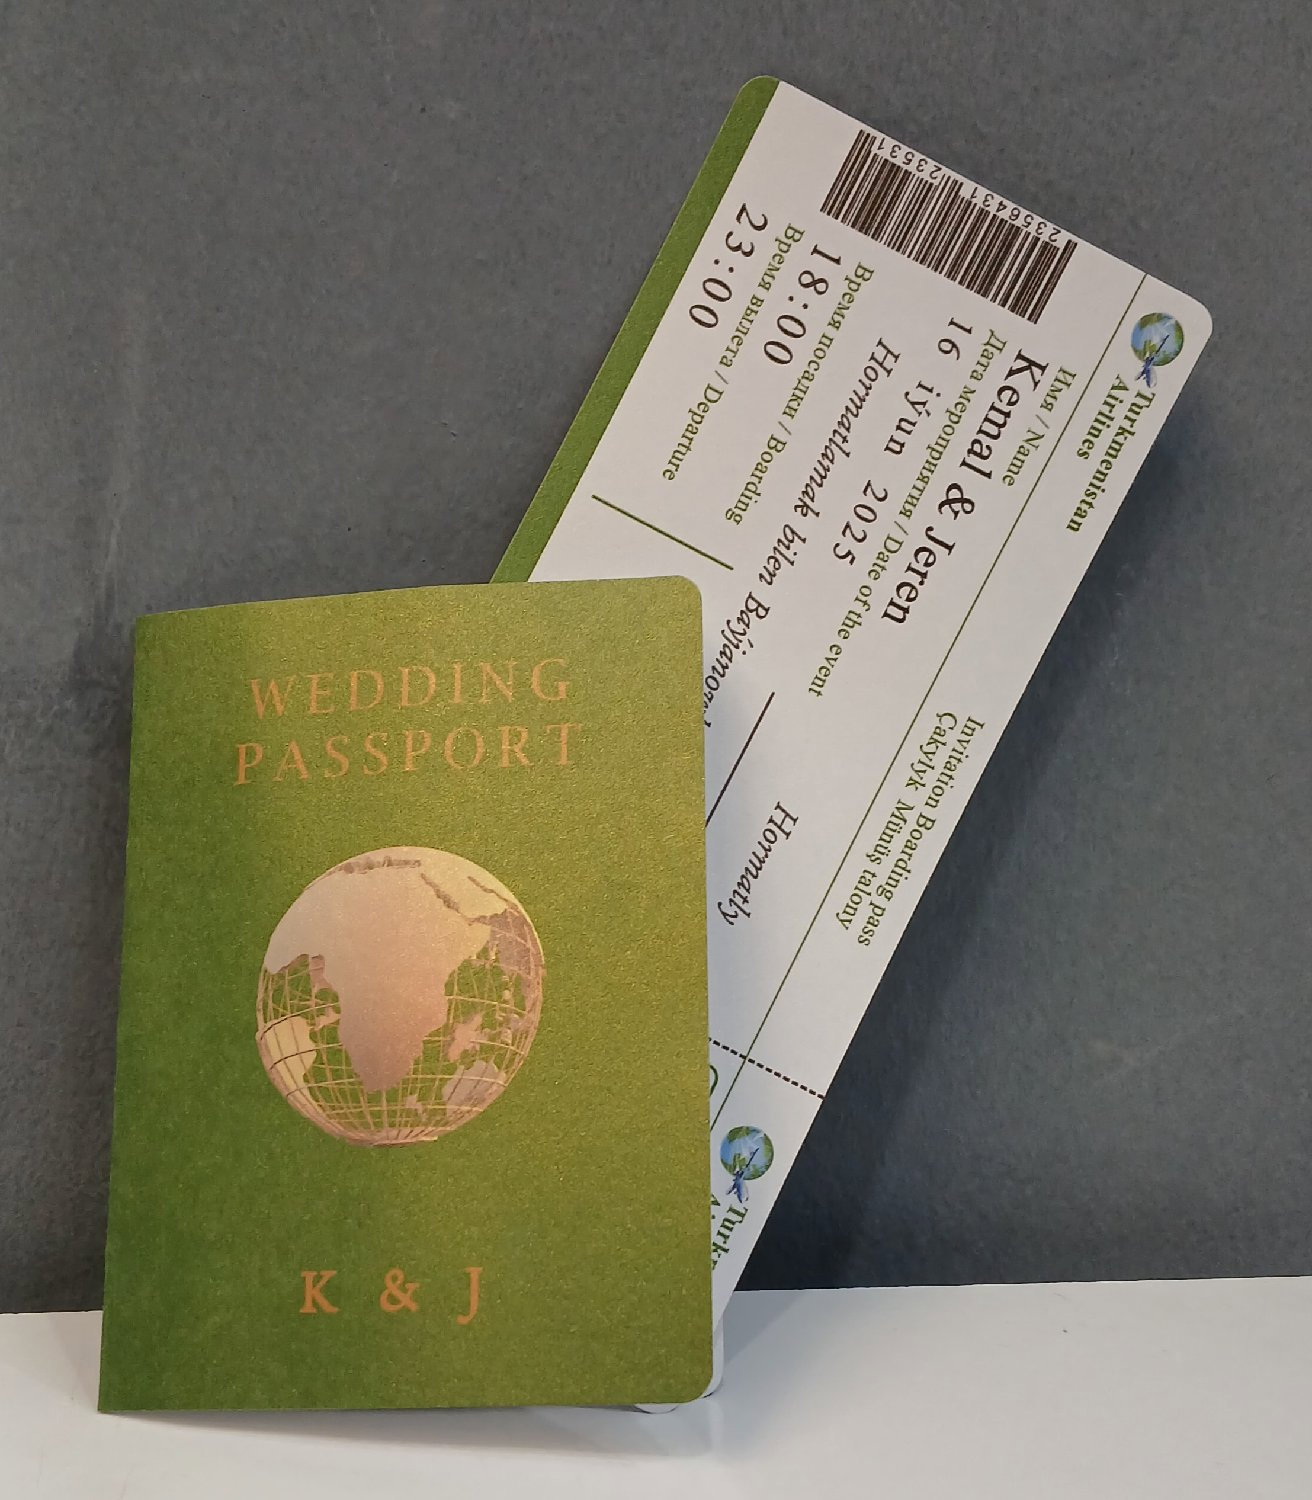 WEDDING
PASSPORT
K & J
Turkmenistan
Airlines
Invitation Boarding pass
Çakylyk Münüş talony
Имя / Name
Kemal & Jeren
Дата мероприятия / Date of the event
16 iýun 2025
Hormatlamak bilen
Hormatly
Время посадки / Boarding
18:00
Время вылета / Departure
23:00
2356431 23531